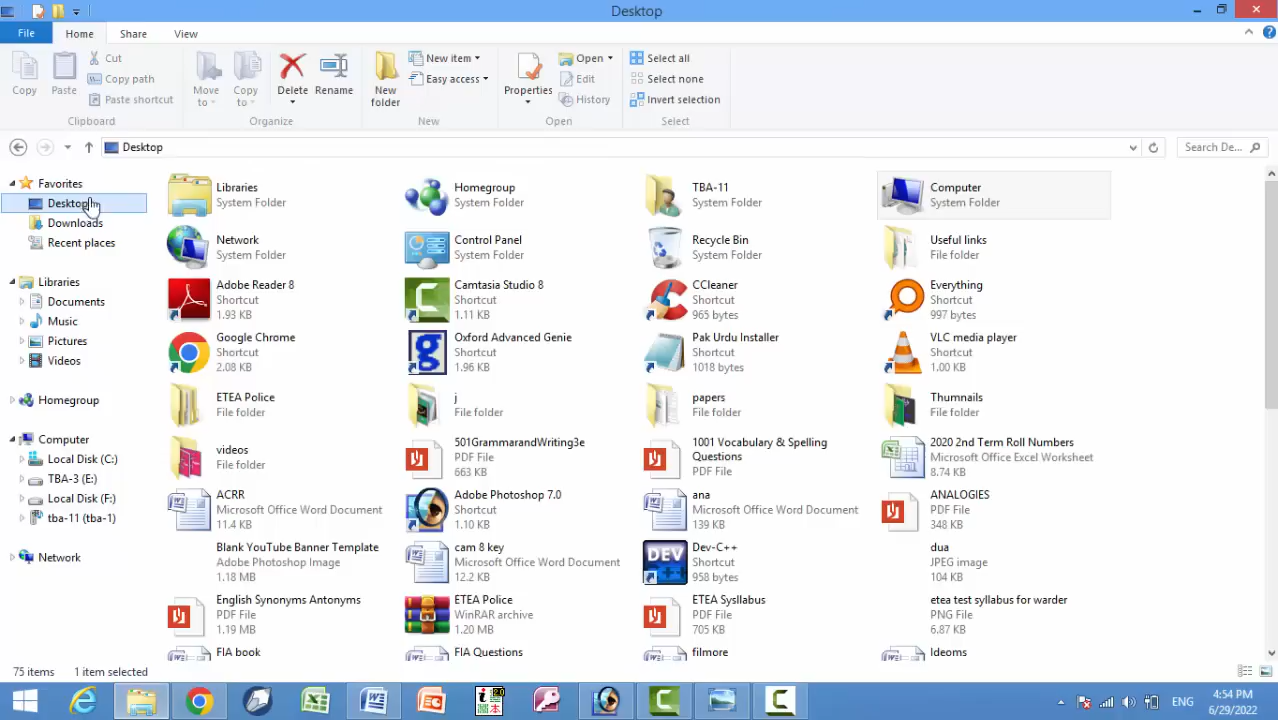 Desktop
File
Home
Share
View
Copy
Paste
Cut
Copy path
Paste shortcut
Clipboard
Move to
Copy to
Delete
Rename
Organize
New folder
New item
Easy access
New
Properties
Open
Edit
History
Open
Select all
Select none
Invert selection
Select
Desktop
Search De...
Favorites
Desktop
Downloads
Recent places
Libraries
Documents
Music
Pictures
Videos
Homegroup
Computer
Local Disk (C:)
TBA-3 (E:)
Local Disk (F:)
tba-11 (tba-1)
Network
Libraries
System Folder
Homegroup
System Folder
TBA-11
System Folder
Computer
System Folder
Network
System Folder
Control Panel
System Folder
Recycle Bin
System Folder
Useful links
File folder
Adobe Reader 8
Shortcut
1.93 KB
Camtasia Studio 8
Shortcut
1.11 KB
CCleaner
Shortcut
965 bytes
Everything
Shortcut
997 bytes
Google Chrome
Shortcut
2.08 KB
Oxford Advanced Genie
Shortcut
1.96 KB
Pak Urdu Installer
Shortcut
1018 bytes
VLC media player
Shortcut
1.00 KB
ETEA Police
File folder
j
File folder
papers
File folder
Thumnails
File folder
videos
File folder
501GrammarandWriting3e
PDF File
663 KB
1001 Vocabulary & Spelling
Questions
PDF File
2020 2nd Term Roll Numbers
Microsoft Office Excel Worksheet
8.74 KB
ACRR
Microsoft Office Word Document
11.4 KB
Adobe Photoshop 7.0
Shortcut
1.10 KB
ana
Microsoft Office Word Document
139 KB
ANALOGIES
PDF File
348 KB
Blank YouTube Banner Template
Adobe Photoshop Image
1.18 MB
cam 8 key
Microsoft Office Word Document
12.2 KB
DEV
Dev-C++
Shortcut
958 bytes
dua
JPEG image
104 KB
English Synonyms Antonyms
PDF File
1.19 MB
ETEA Police
WinRAR archive
1.20 MB
ETEA Sysllabus
PDF File
705 KB
etea test syllabus for warder
PNG File
6.87 KB
FIA book
FIA Questions
filmore
Ideoms
75 items
1 item selected
ENG
4:54 PM
6/29/2022